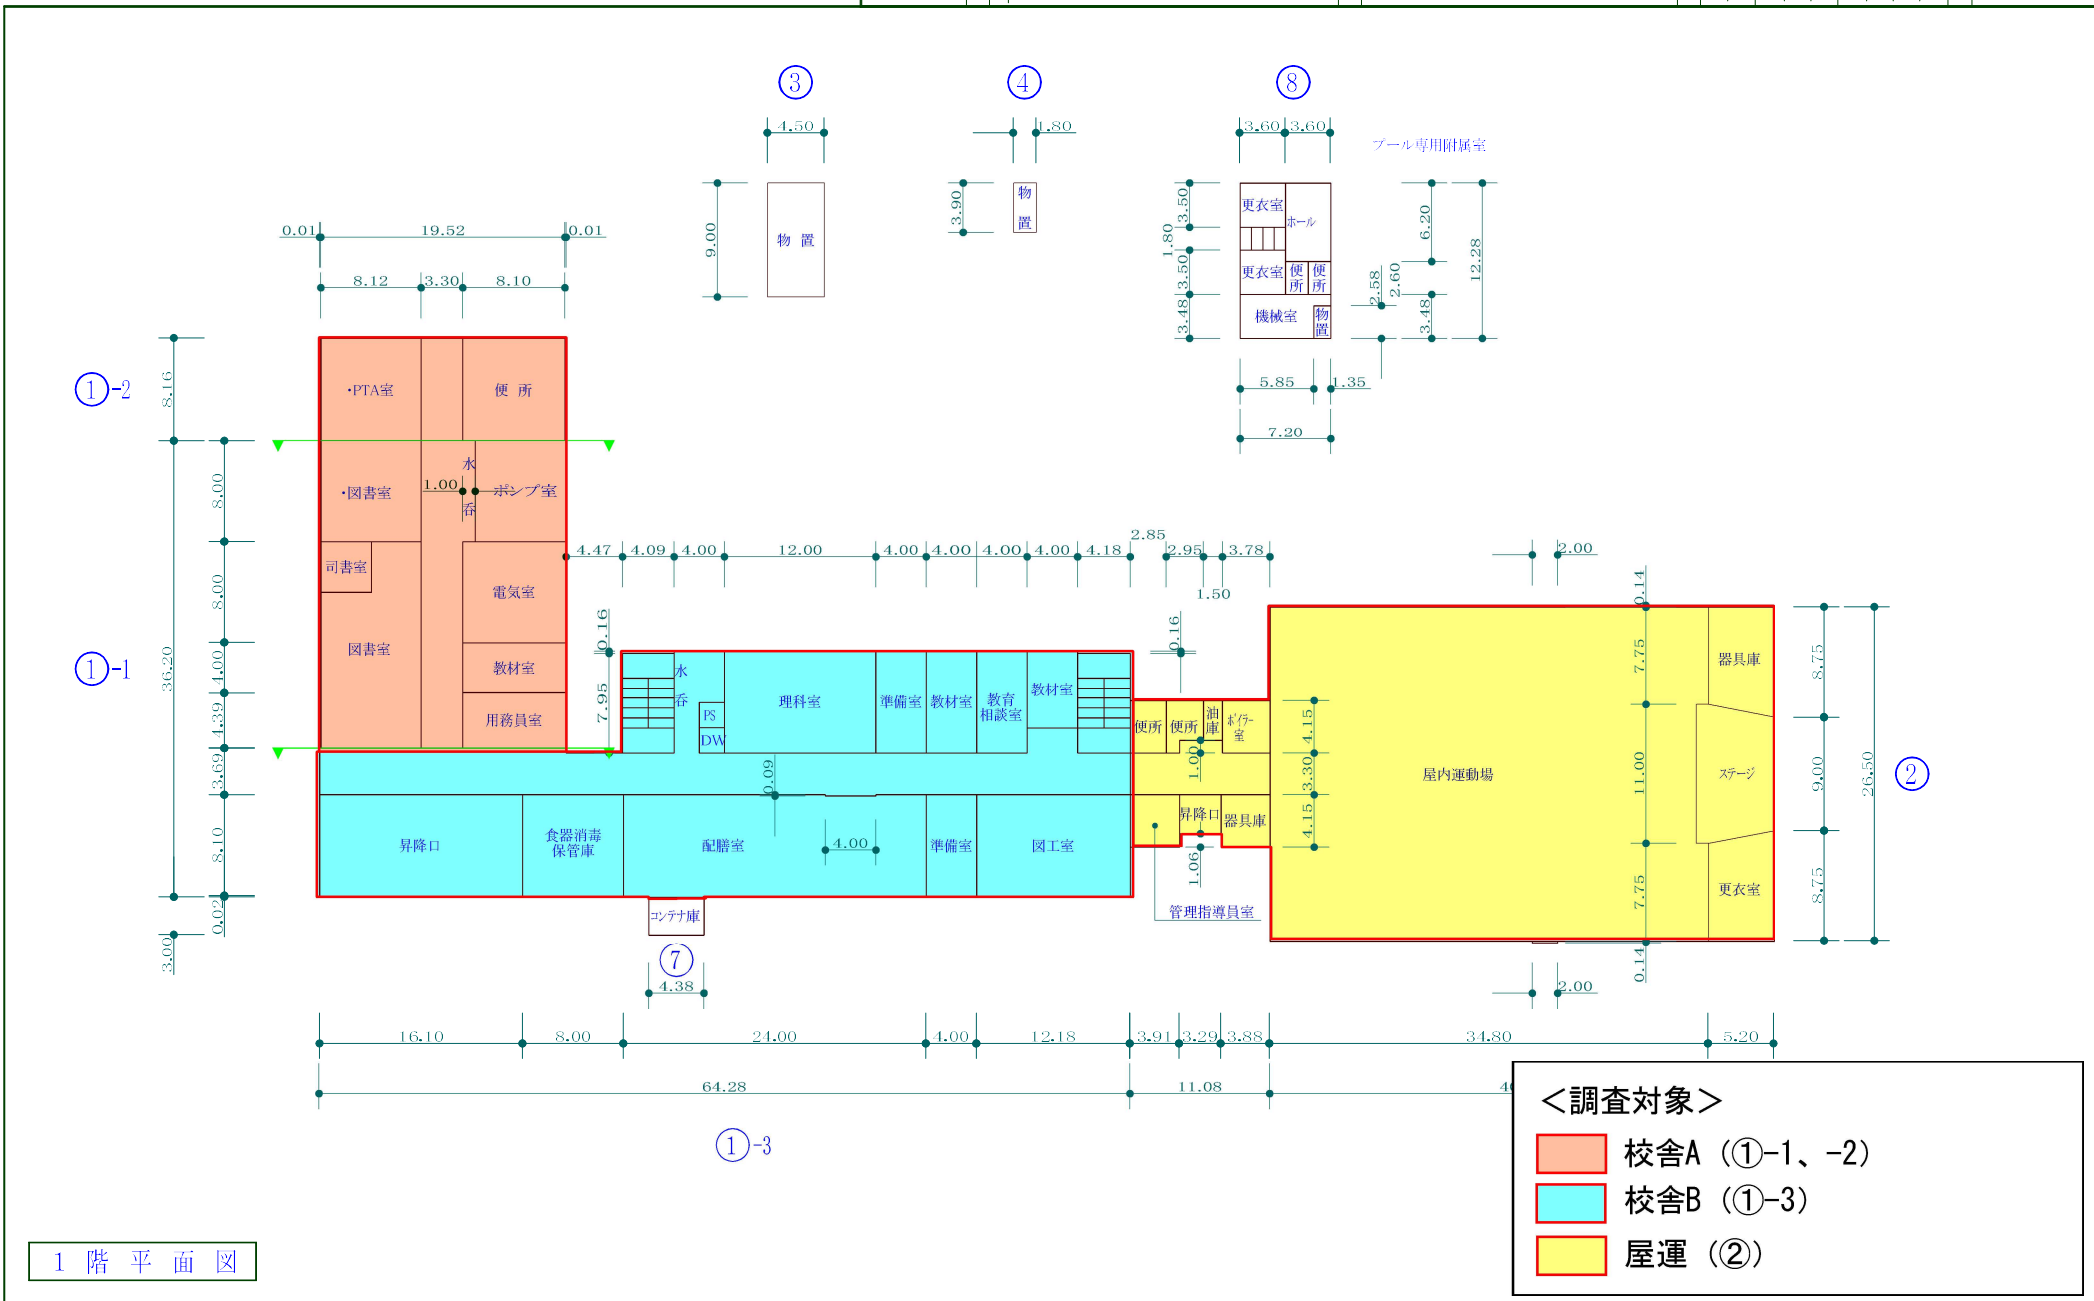 ③
④
⑧
4.50
1.80
3.60
3.60
プール専用附属室
9.00
物 置
3.90
物
置
3.50
1.80
3.50
3.48
更衣室
ホール
更衣室
便
所
便
所
機械室
物
置
6.20
12.28
2.58
2.60
3.48
5.85
1.35
7.20
0.01
19.52
0.01
8.12
3.30
8.10
①-2
8.16
・PTA室
便 所
8.00
・図書室
1.00
水
呑
ポンプ室
8.00
司書室
電気室
①-1
36.20
4.00
図書室
教材室
4.39
用務員室
4.47
4.09
4.00
12.00
4.00
4.00
4.00
4.00
4.18
2.85
2.95
3.78
1.50
2.00
0.16
7.95
水
呑
PS
DW
理科室
準備室
教材室
教育
相談室
教材室
0.16
便所
便所
油
庫
ボイラー
室
1.00
4.15
3.30
4.15
0.14
7.75
11.00
7.75
0.14
器具庫
屋内運動場
ステージ
更衣室
8.75
9.00
8.75
26.50
②
3.69
0.09
8.10
昇降口
食器消毒
保管庫
配膳室
4.00
準備室
図工室
昇降口
器具庫
1.06
管理指導員室
0.02
3.00
コンテナ庫
⑦
4.38
2.00
16.10
8.00
24.00
4.00
12.18
3.91
3.29
3.88
34.80
5.20
64.28
11.08
①-3
＜調査対象＞
校舎A（①-1、-2）
校舎B（①-3）
屋運（②）
1 階 平 面 図